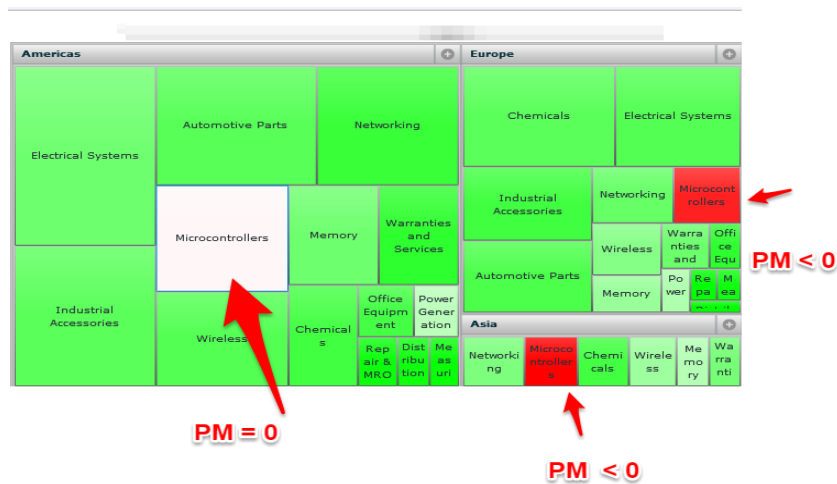 Americas
Electrical Systems
Automotive Parts
Networking
Microcontrollers
Memory
Warranties
and
Services
Industrial
Accessories
Wireless
Chemical
s
Office
Equipm
ent
Power
Gener
ation
Rep
air &
MRO
Dist
ribu
tion
Me
as
uri
Europe
Chemicals
Electrical Systems
Industrial
Accessories
Networking
Microcont
rollers
Automotive Parts
Wireless
Warra
nties
and
Offi
ce
Equ
Memory
Po
wer
Re
pa
M
ea
Asia
Networki
ng
Microco
ntroller
s
Chemi
cals
Wirele
ss
Me
mo
ry
Wa
rra
nti
PM < 0
PM = 0
PM < 0